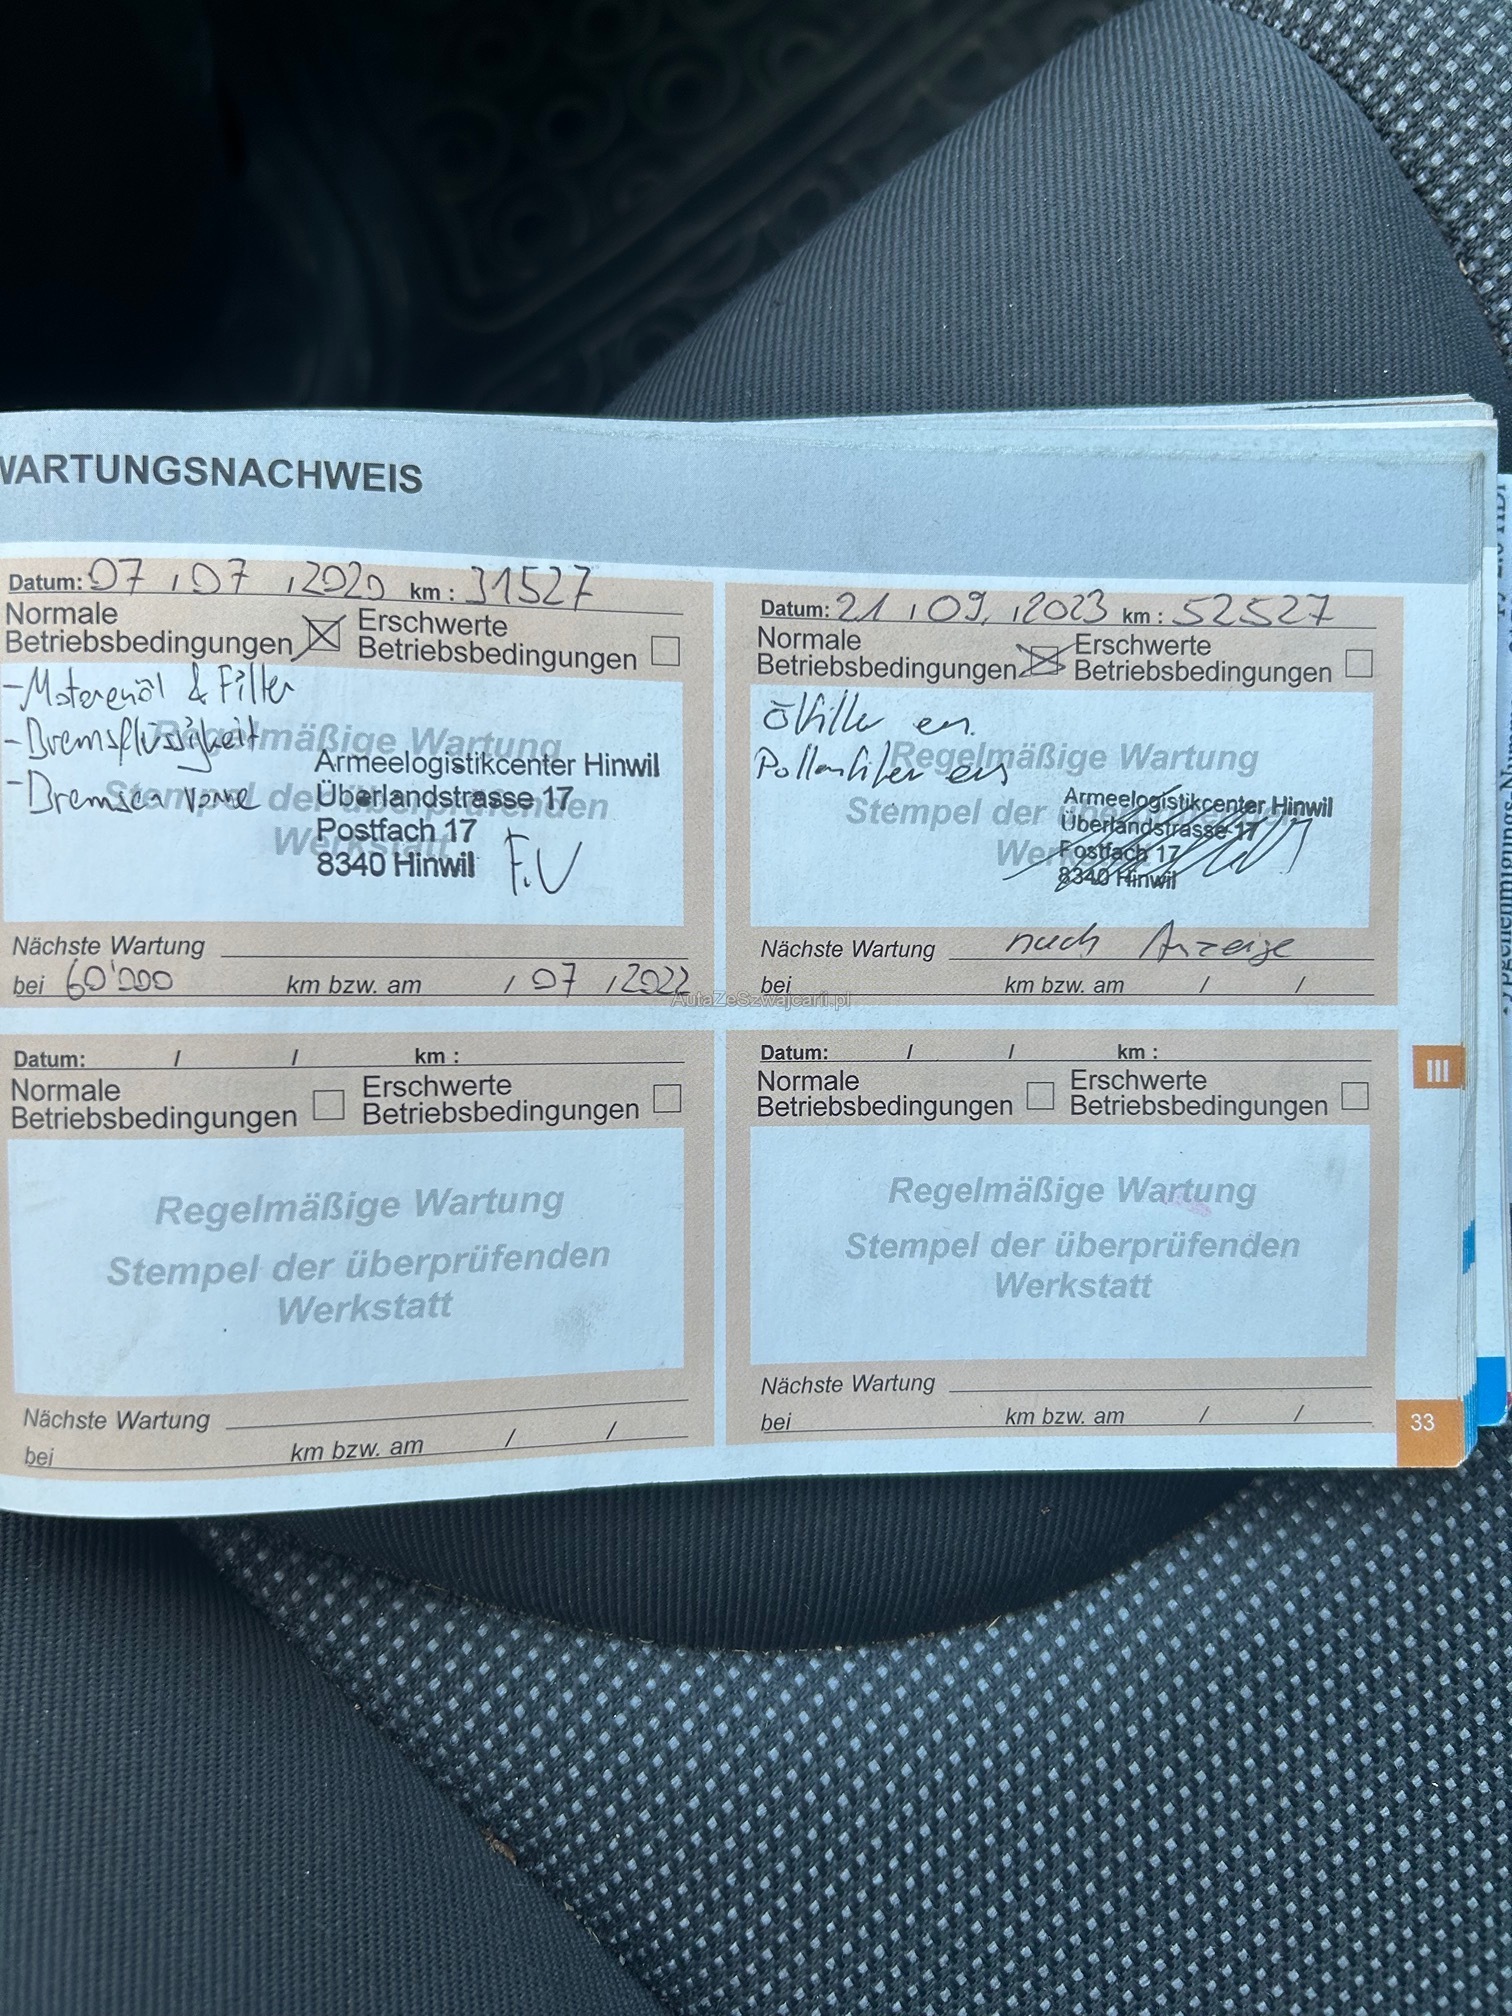 WARTUNGSNACHWEIS
Datum: 07 / 07 / 2020 km : 31527
Normale
Betriebsbedingungen
Erschwerte
Betriebsbedingungen
- Motorenöl & Filter
- Bremsflüssigkeit
- Bremsen vorne
Regelmäßige Wartung
Stempel der überprüfenden
Werkstatt
Armeelogistikcenter Hinwil
Überlandstrasse 17
Postfach 17
8340 Hinwil
F.V
Nächste Wartung
bei 60'000 km bzw. am / 07 / 2022
Datum: 21 / 09. / 2023 km : 52527
Normale
Betriebsbedingungen
Erschwerte
Betriebsbedingungen
Ölfilter
Pollenfilter
Regelmäßige Wartung
Stempel der
Armeelogistikcenter Hinwil
Überlandstrasse 17
Postfach 17
8340 Hinwil
Nächste Wartung nach Anzeige
bei km bzw. am / /
AutaZeSzwajcarii.pl
Datum: / / km :
Normale
Betriebsbedingungen
Erschwerte
Betriebsbedingungen
Regelmäßige Wartung
Stempel der überprüfenden
Werkstatt
Nächste Wartung
bei km bzw. am / /
Datum: / / km :
Normale
Betriebsbedingungen
Erschwerte
Betriebsbedingungen
Regelmäßige Wartung
Stempel der überprüfenden
Werkstatt
Nächste Wartung
bei km bzw. am / /
III
33